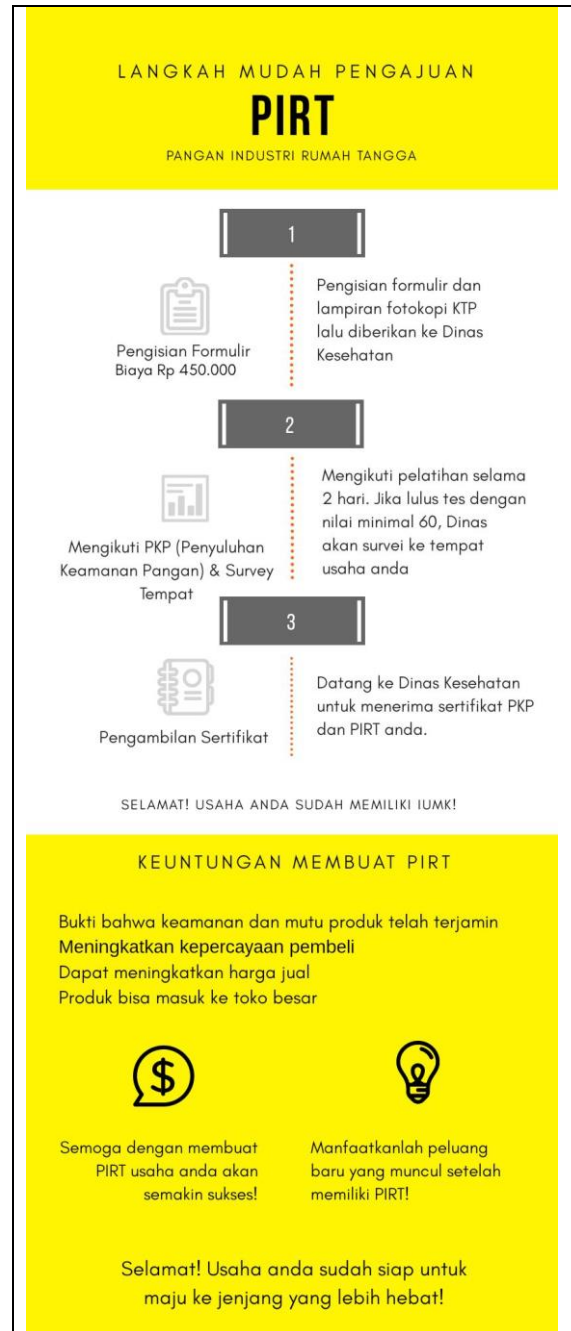 LANGKAH MUDAH PENGAJUAN
PIRT
PANGAN INDUSTRI RUMAH TANGGA
1
Pengisian Formulir
Biaya Rp 450.000
Pengisian formulir dan
lampiran fotokopi KTP
lalu diberikan ke Dinas
Kesehatan
2
Mengikuti PKP (Penyuluhan
Keamanan Pangan) & Survey
Tempat
Mengikuti pelatihan selama
2 hari. Jika lulus tes dengan
nilai minimal 60, Dinas
akan survei ke tempat
usaha anda
3
Pengambilan Sertifikat
Datang ke Dinas Kesehatan
untuk menerima sertifikat PKP
dan PIRT anda.
SELAMAT! USAHA ANDA SUDAH MEMILIKI IUMK!
KEUNTUNGAN MEMBUAT PIRT
Bukti bahwa keamanan dan mutu produk telah terjamin
Meningkatkan kepercayaan pembeli
Dapat meningkatkan harga jual
Produk bisa masuk ke toko besar
$
Semoga dengan membuat
PIRT usaha anda akan
semakin sukses!
Manfaatkanlah peluang
baru yang muncul setelah
memiliki PIRT!
Selamat! Usaha anda sudah siap untuk
maju ke jenjang yang lebih hebat!